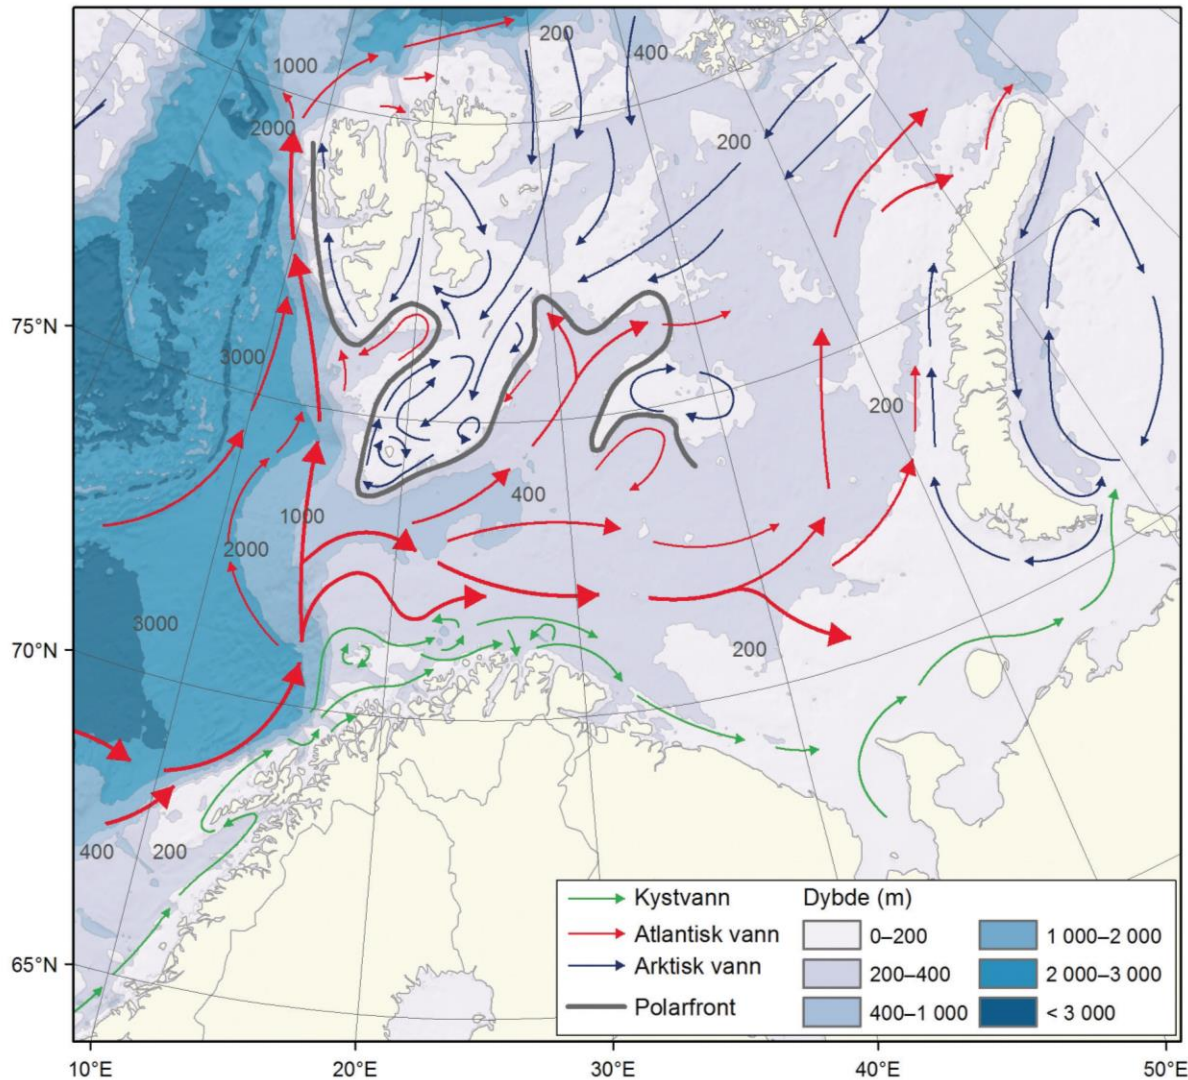 200
400
1000
2000
200
75°N
3000
200
400
1000
2000
3000
70°N
200
400
200
65°N
Kystvann
Atlantisk vann
Arktisk vann
Polarfront
Dybde (m)
0–200
200–400
400–1 000
1 000–2 000
2 000–3 000
< 3 000
10°E
20°E
30°E
40°E
50°E